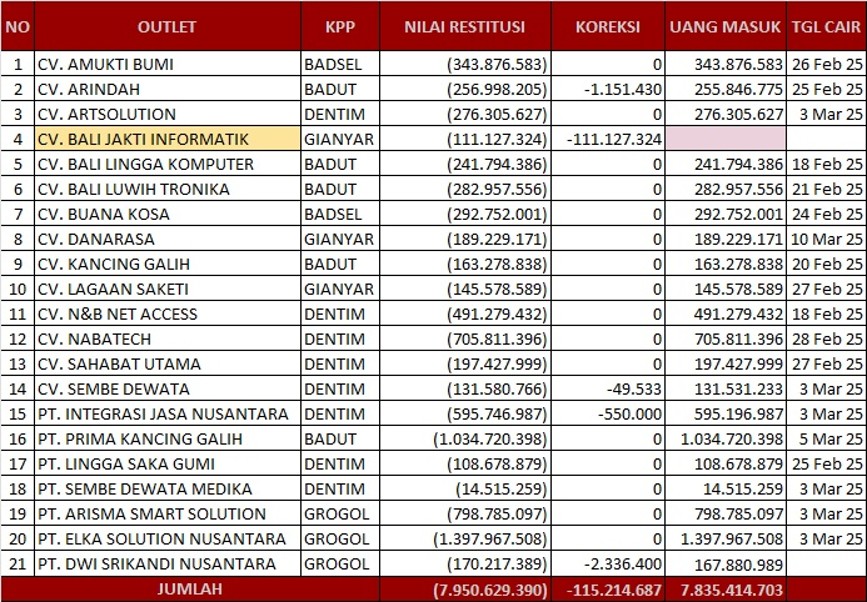 NO OUTLET KPP NILAI RESTITUSI KOREKSI UANG MASUK TGL CAIR
1 CV. AMUKTI BUMI BADSEL (343.876.583) 0 343.876.583 26 Feb 25
2 CV. ARINDAH BADUT (256.998.205) -1.151.430 255.846.775 25 Feb 25
3 CV. ARTSOLUTION DENTIM (276.305.627) 0 276.305.627 3 Mar 25
4 CV. BALI JAKTI INFORMATIK GIANYAR (111.127.324) -111.127.324
5 CV. BALI LINGGA KOMPUTER BADUT (241.794.386) 0 241.794.386 18 Feb 25
6 CV. BALI LUWIH TRONIKA BADUT (282.957.556) 0 282.957.556 21 Feb 25
7 CV. BUANA KOSA BADSEL (292.752.001) 0 292.752.001 24 Feb 25
8 CV. DANARASA GIANYAR (189.229.171) 0 189.229.171 10 Mar 25
9 CV. KANCING GALIH BADUT (163.278.838) 0 163.278.838 20 Feb 25
10 CV. LAGAAN SAKETI GIANYAR (145.578.589) 0 145.578.589 27 Feb 25
11 CV. N&B NET ACCESS DENTIM (491.279.432) 0 491.279.432 18 Feb 25
12 CV. NABATECH DENTIM (705.811.396) 0 705.811.396 28 Feb 25
13 CV. SAHABAT UTAMA DENTIM (197.427.999) 0 197.427.999 27 Feb 25
14 CV. SEMBE DEWATA DENTIM (131.580.766) -49.533 131.531.233 3 Mar 25
15 PT. INTEGRASI JASA NUSANTARA DENTIM (595.746.987) -550.000 595.196.987 3 Mar 25
16 PT. PRIMA KANCING GALIH BADUT (1.034.720.398) 0 1.034.720.398 5 Mar 25
17 PT. LINGGA SAKA GUMI DENTIM (108.678.879) 0 108.678.879 25 Feb 25
18 PT. SEMBE DEWATA MEDIKA DENTIM (14.515.259) 0 14.515.259 3 Mar 25
19 PT. ARISMA SMART SOLUTION GROGOL (798.785.097) 0 798.785.097 3 Mar 25
20 PT. ELKA SOLUTION NUSANTARA GROGOL (1.397.967.508) 0 1.397.967.508 3 Mar 25
21 PT. DWI SRIKANDI NUSANTARA GROGOL (170.217.389) -2.336.400 167.880.989
JUMLAH (7.950.629.390) -115.214.687 7.835.414.703